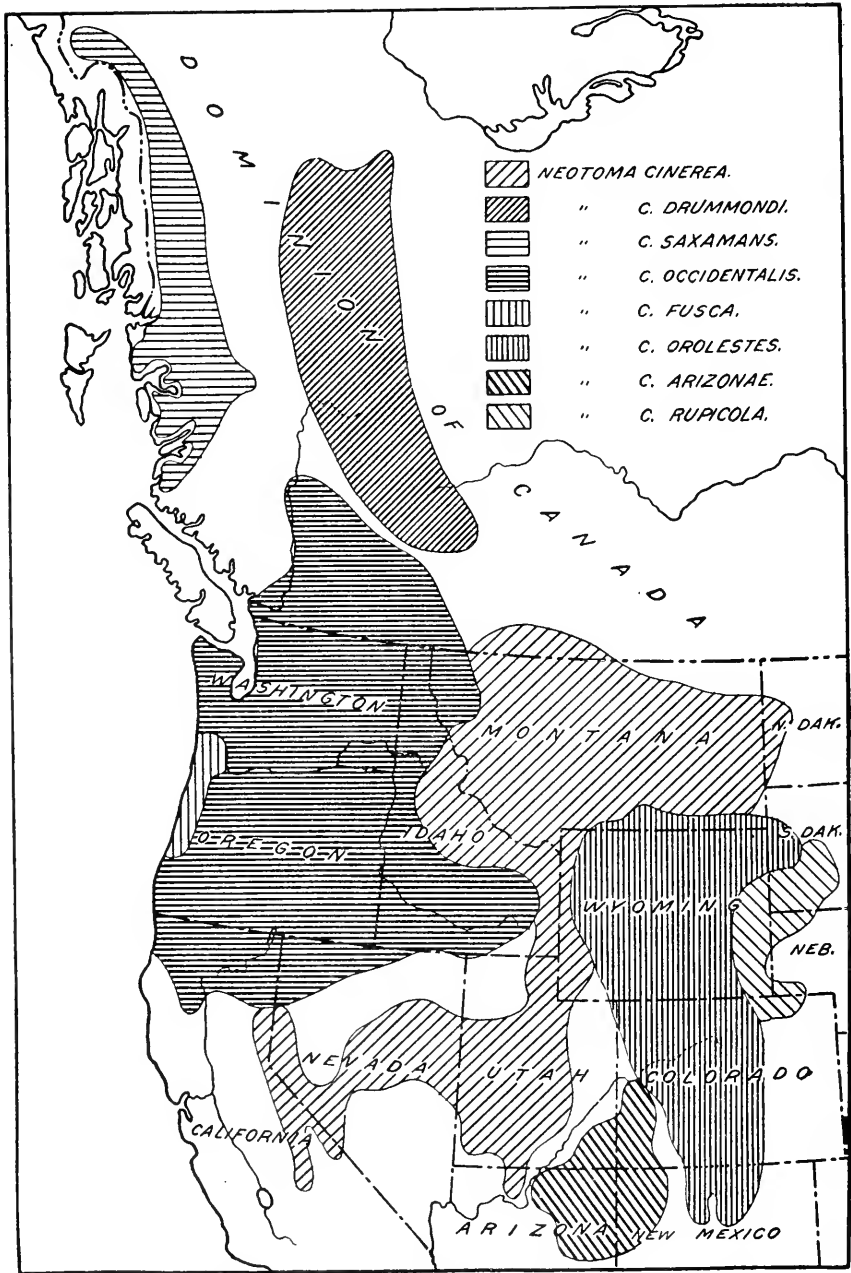 DOMINION
OF
CANADA
NEOTOMA CINEREA.
" C. DRUMMONDI.
" C. SAXAMANS.
" C. OCCIDENTALIS.
" C. FUSCA.
" C. OROLESTES.
" C. ARIZONAE.
" C. RUPICOLA.
WASHINGTON
MONTANA
N. DAK.
OREGON
IDAHO
S. DAK.
WYOMING
NEB.
NEVADA
UTAH
COLORADO
CALIFORNIA
ARIZONA
NEW MEXICO